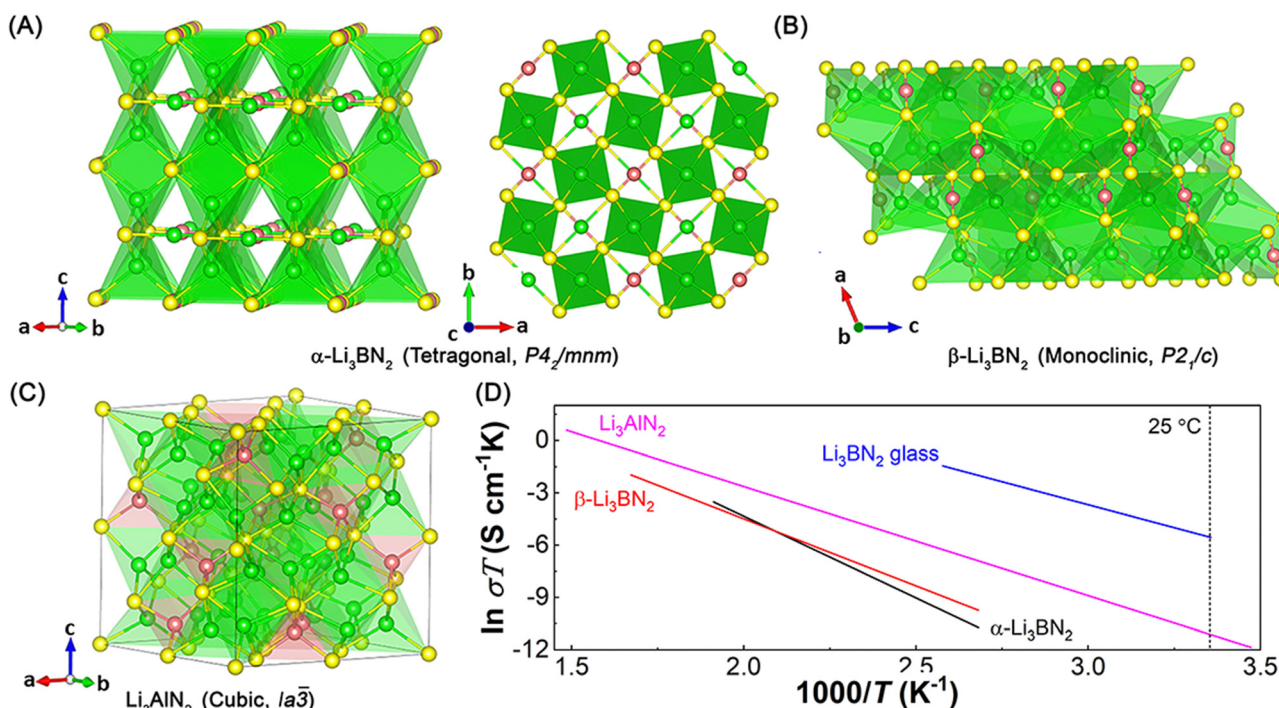 (A)
c
a
b
b
c
a
α-Li₃BN₂ (Tetragonal, P4₂/mnm)
(B)
a
b
c
β-Li₃BN₂ (Monoclinic, P2₁/c)
(C)
c
a
b
Li₃AlN₂ (Cubic, Ia3̅)
(D)
Li₃AlN₂
25 °C
Li₃BN₂ glass
β-Li₃BN₂
α-Li₃BN₂
ln σT (S cm⁻¹K)
0
-3
-6
-9
-12
1.5 2.0 2.5 3.0 3.5
1000/T (K⁻¹)